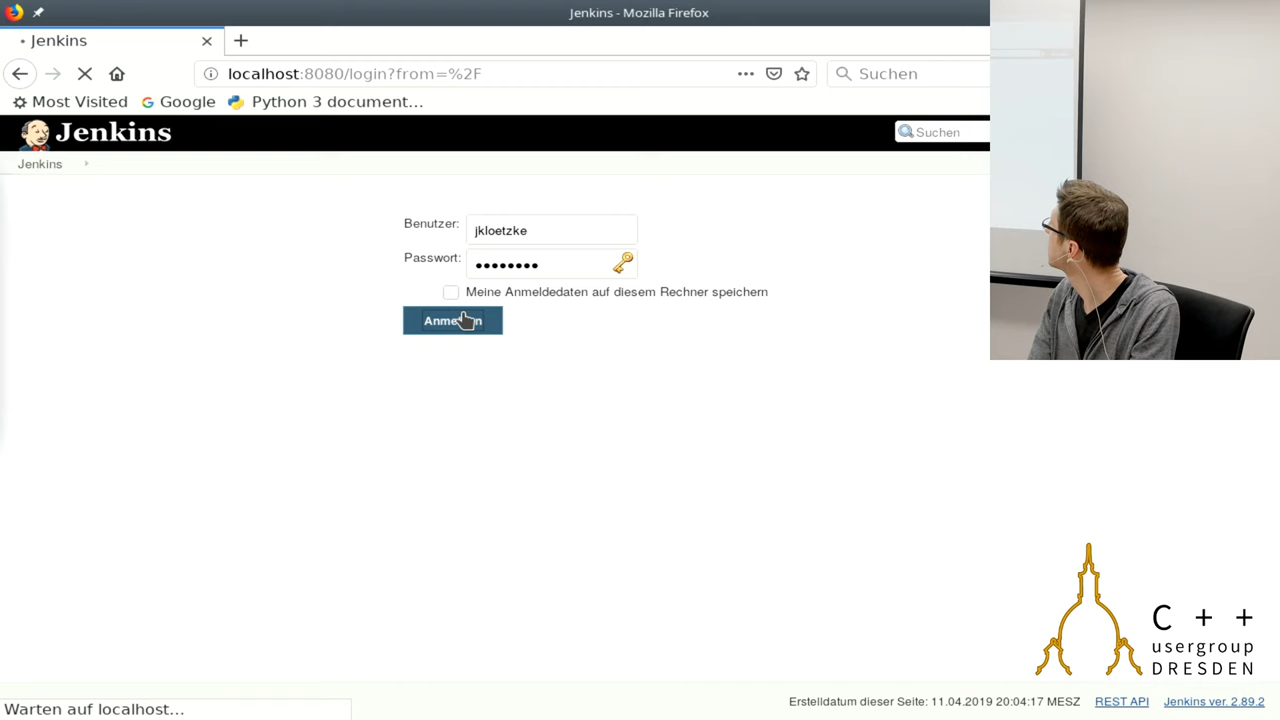 Jenkins - Mozilla Firefox
Jenkins
localhost:8080/login?from=%2F
Suchen
Most Visited
Google
Python 3 document…
Jenkins
Suchen
Jenkins
Benutzer:
jkloetzke
Passwort:
Meine Anmeldedaten auf diesem Rechner speichern
C + +
usergroup
DRESDEN
Erstelldatum dieser Seite: 11.04.2019 20:04:17 MESZ
REST API
Jenkins ver. 2.89.2
Warten auf localhost…